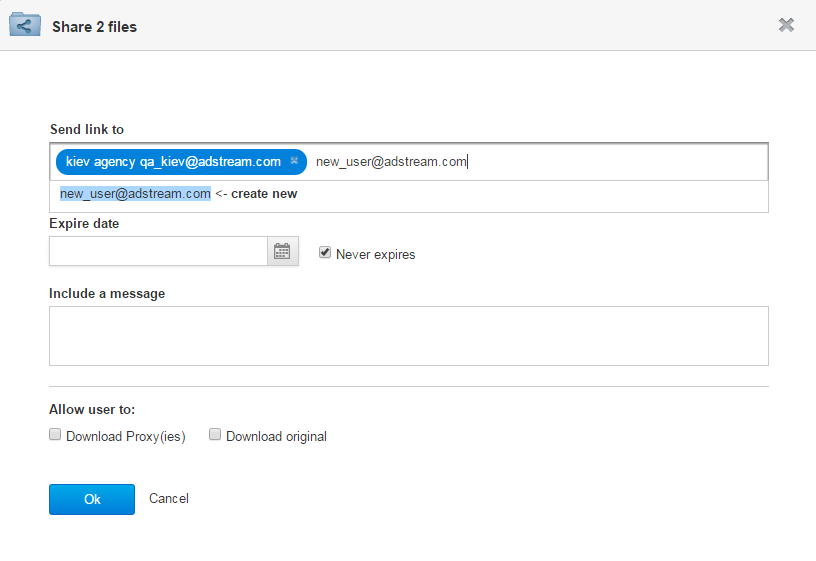 Share 2 files
Send link to
kiev agency qa_kiev@adstream.com new_user@adstream.com
new_user@adstream.com <- create new
Expire date
Never expires
Include a message
Allow user to:
Download Proxy(ies) Download original
Ok Cancel